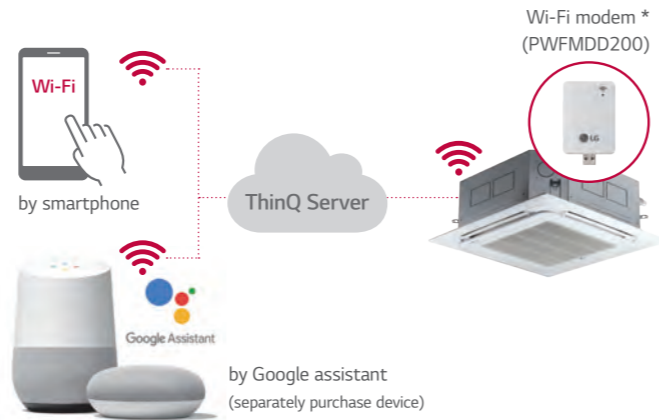 Wi-Fi modem *
(PWFMDD200)
Wi-Fi
LG
by smartphone
ThinQ Server
Google Assistant
by Google assistant
(separately purchase device)